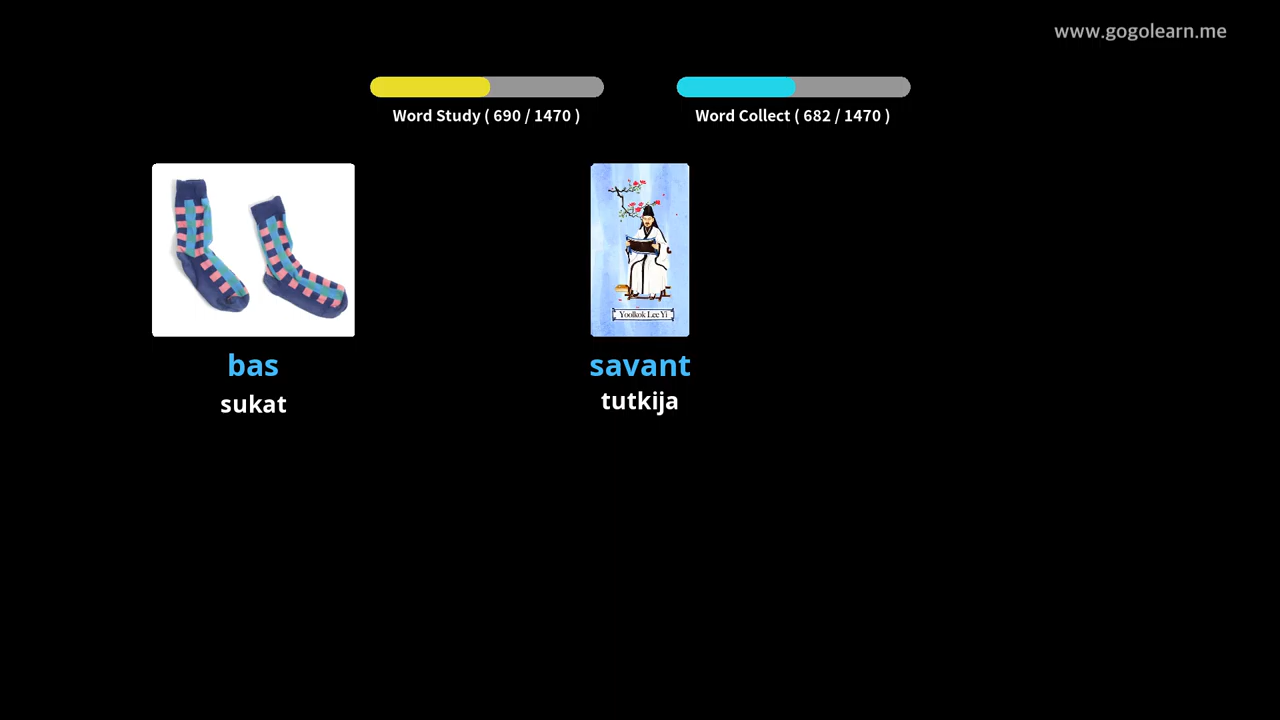 www.gogolearn.me
Word Study ( 690 / 1470 )
Word Collect ( 682 / 1470 )
Yoolkok Lee Yi
bas
savant
sukat
tutkija